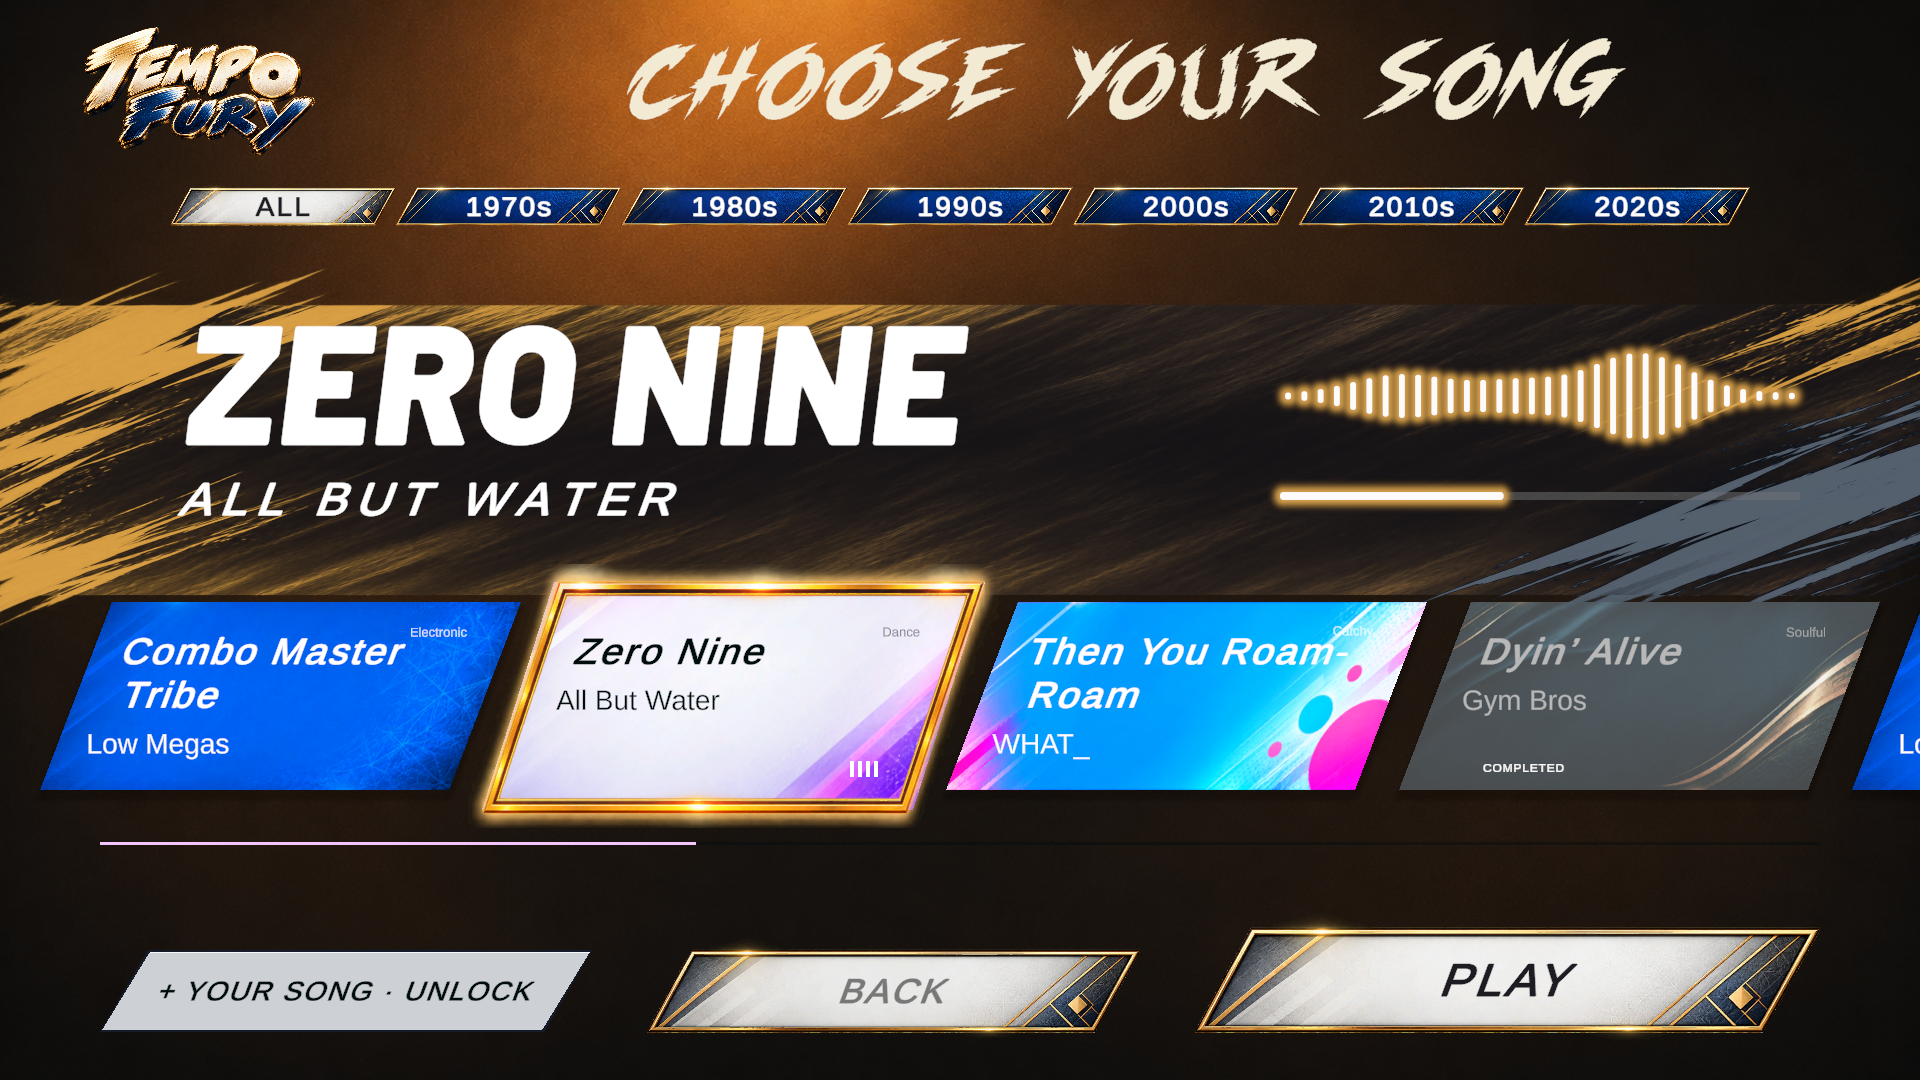 TEMPO
FURY
CHOOSE YOUR SONG
ALL
1970s
1980s
1990s
2000s
2010s
2020s
ZERO NINE
ALL BUT WATER
Combo Master
Tribe
Electronic
Low Megas
Zero Nine
Dance
All But Water
Then You Roam-
Roam
Catchy
WHAT_
Dyin’ Alive
Soulful
Gym Bros
COMPLETED
Lo
+ YOUR SONG · UNLOCK
BACK
PLAY